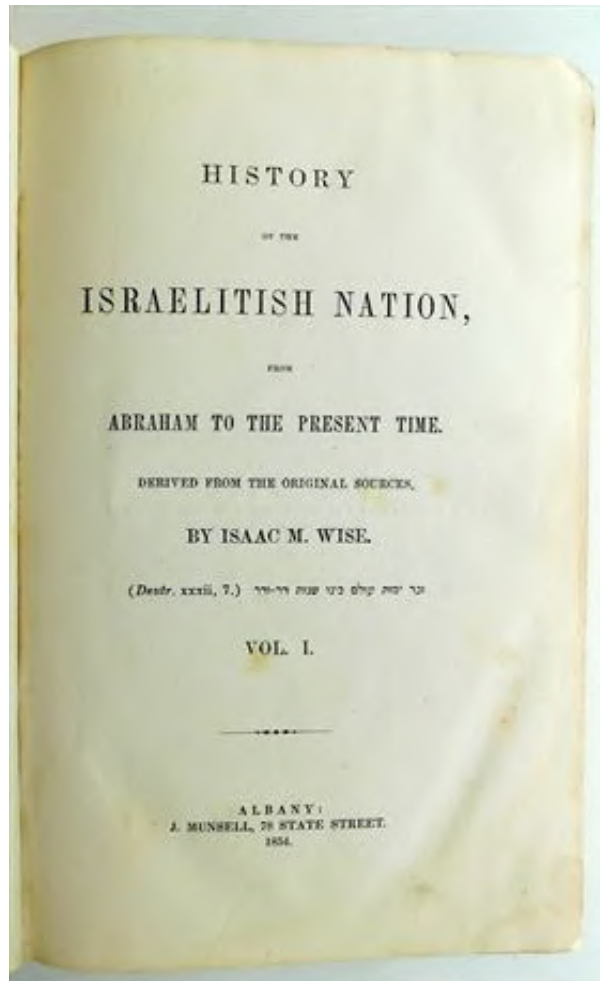 HISTORY
OF THE
ISRAELITISH NATION,
FROM
ABRAHAM TO THE PRESENT TIME.
DERIVED FROM THE ORIGINAL SOURCES,
BY ISAAC M. WISE.
(Deutr. xxxii, 7.) זכר ימות עולם בינו שנות דר-ודר
VOL. I.
ALBANY:
J. MUNSELL, 78 STATE STREET.
1854.